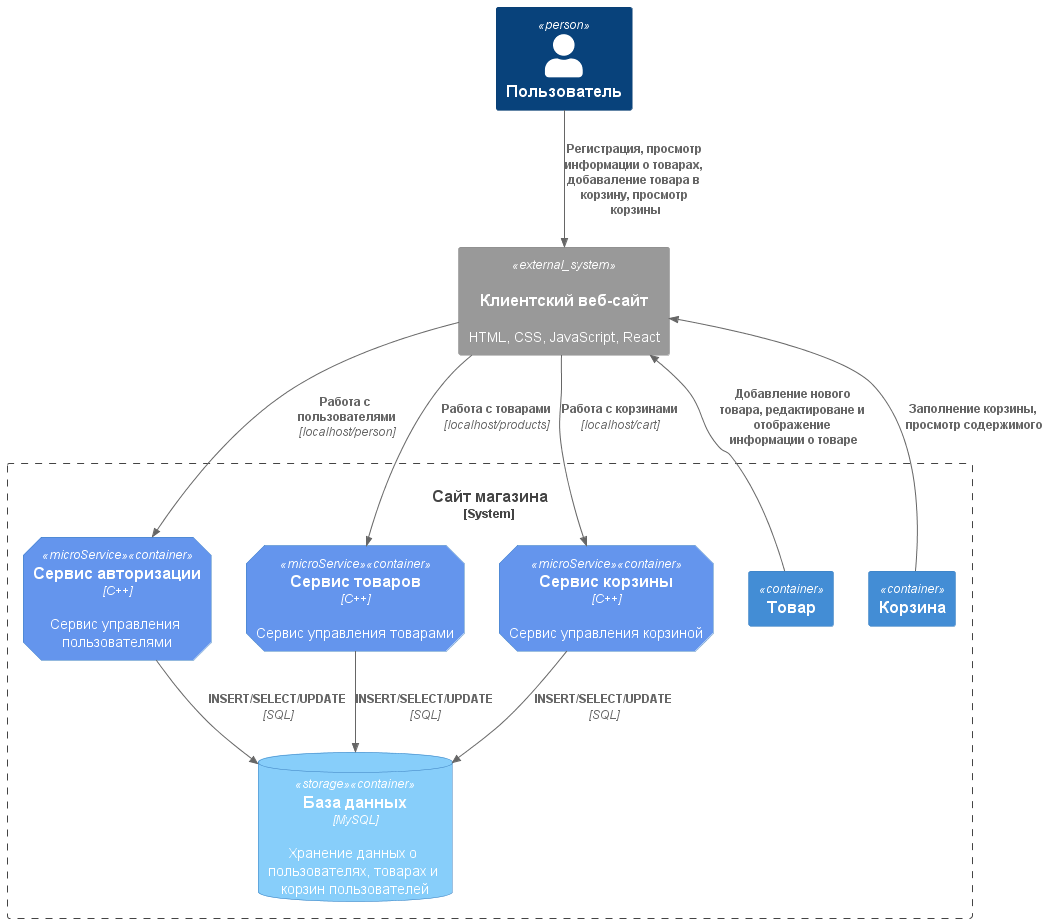 «person»
Пользователь
Регистрация, просмотр
информации о товарах,
добаваление товара в
корзину, просмотр
корзины
«external_system»
Клиентский веб-сайт
HTML, CSS, JavaScript, React
Работа с
пользователями
[localhost/person]
Работа с товарами
[localhost/products]
Работа с корзинами
[localhost/cart]
Добавление нового
товара, редактироване и
отображение
информации о товаре
Заполнение корзины,
просмотр содержимого
Сайт магазина
[System]
«microService»«container»
Сервис авторизации
[C++]
Сервис управления
пользователями
«microService»«container»
Сервис товаров
[C++]
Сервис управления товарами
«microService»«container»
Сервис корзины
[C++]
Сервис управления корзиной
«container»
Товар
«container»
Корзина
INSERT/SELECT/UPDATE
[SQL]
INSERT/SELECT/UPDATE
[SQL]
INSERT/SELECT/UPDATE
[SQL]
«storage»«container»
База данных
[MySQL]
Хранение данных о
пользователях, товарах и
корзин пользователей